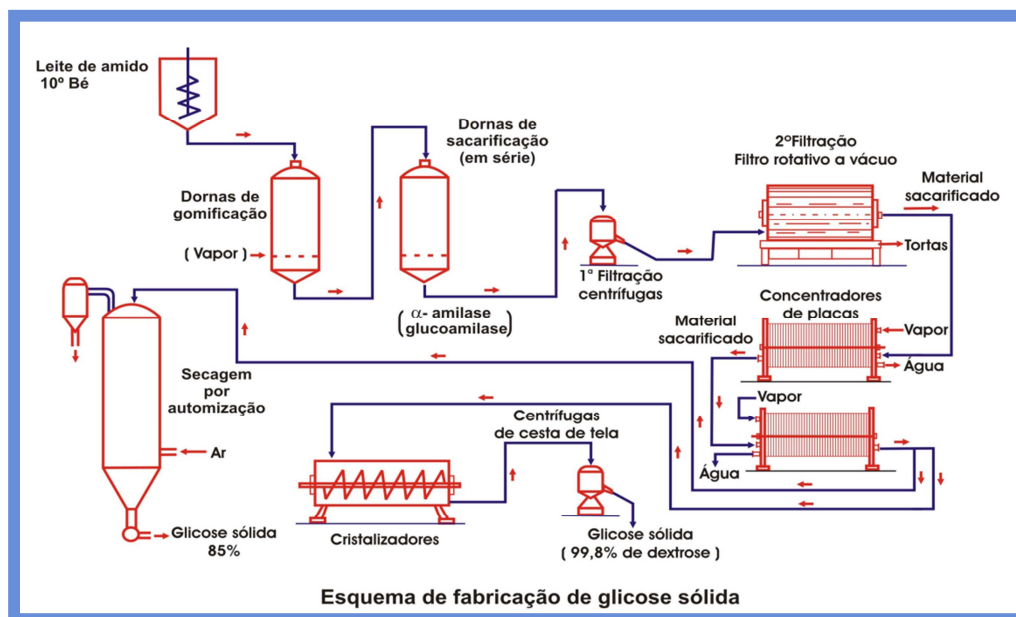 Leite de amido
10º Bé
Dornas de
gomificação
( Vapor )
Dornas de
sacarificação
(em série)
α- amilase
glucoamilase
1ª Filtração
centrífugas
2ºFiltração
Filtro rotativo a vácuo
Material
sacarificado
Tortas
Concentradores
de placas
Vapor
Água
Material
sacarificado
Vapor
Água
Secagem
por
automização
Ar
Glicose sólida
85%
Cristalizadores
Centrífugas
de cesta de tela
Glicose sólida
( 99,8% de dextrose )
Esquema de fabricação de glicose sólida